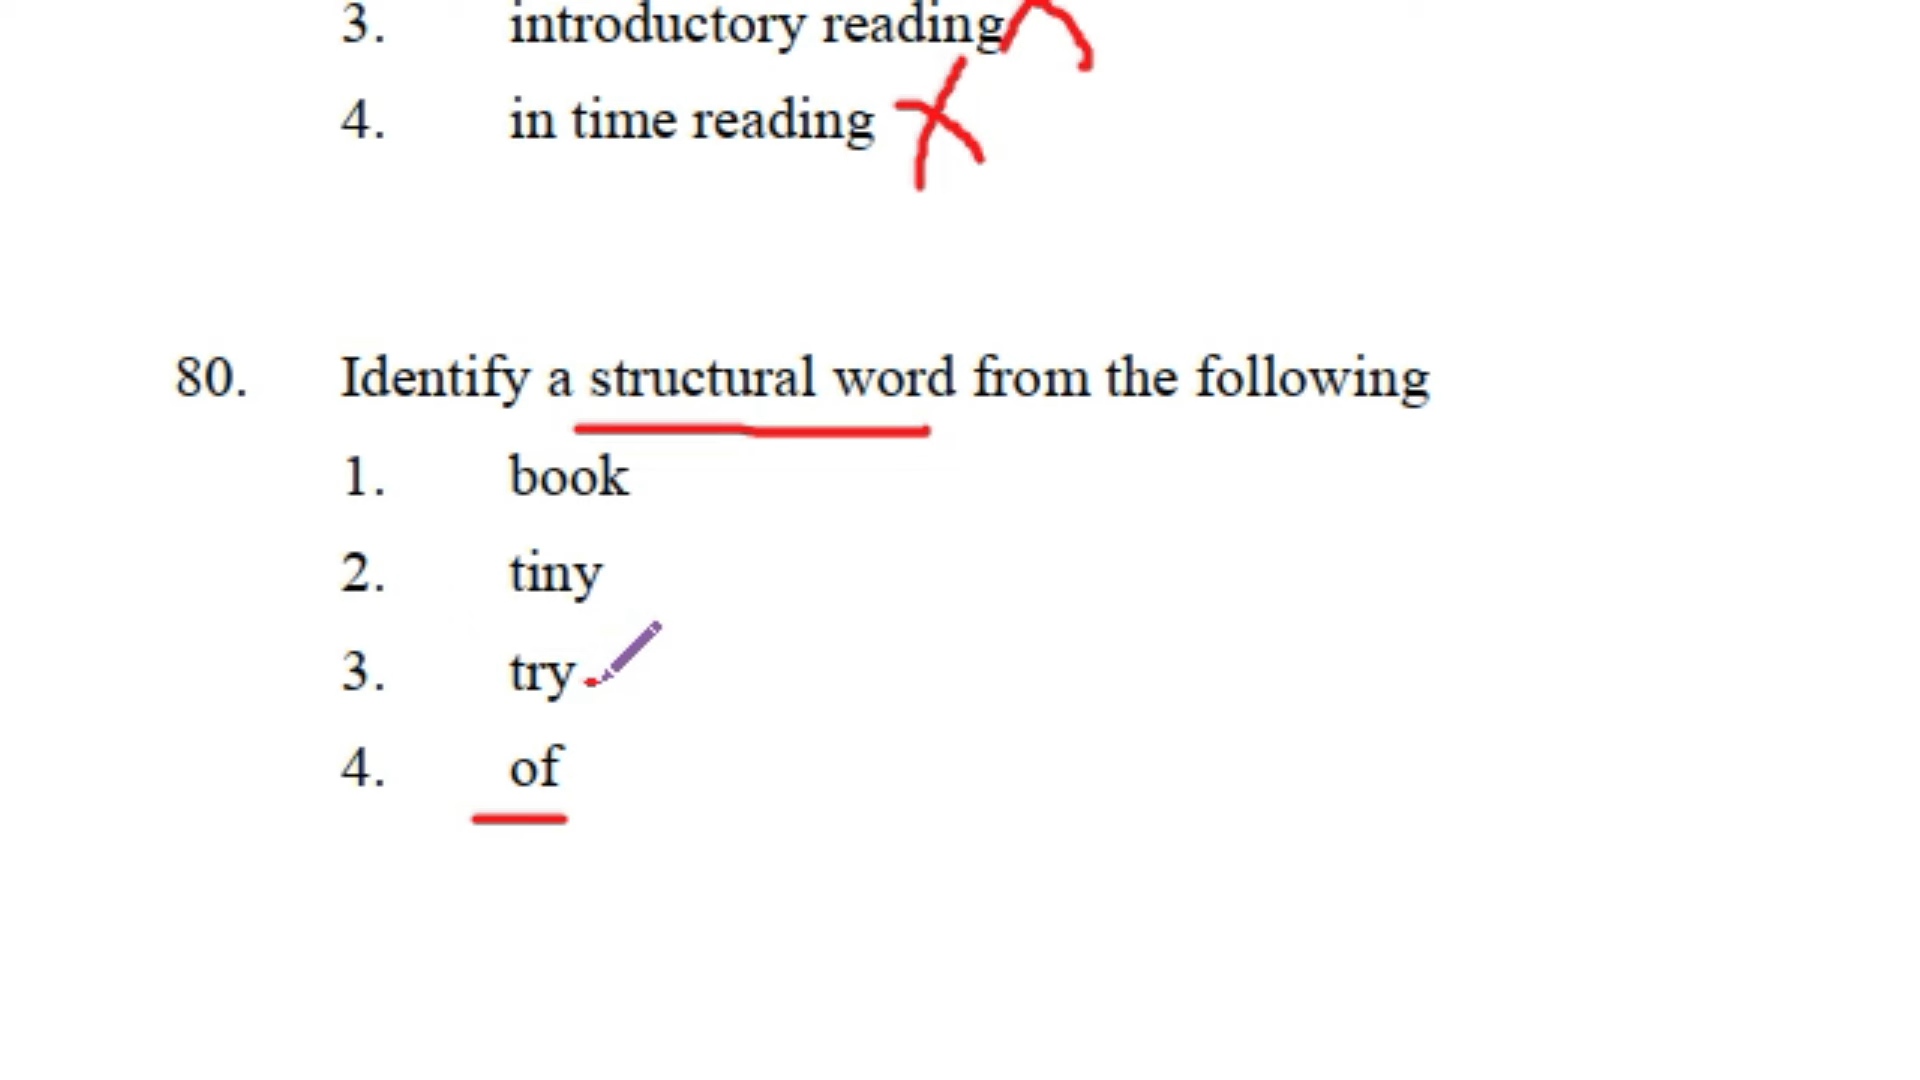 3. introductory reading
4. in time reading
80. Identify a structural word from the following
1. book
2. tiny
3. try
4. of